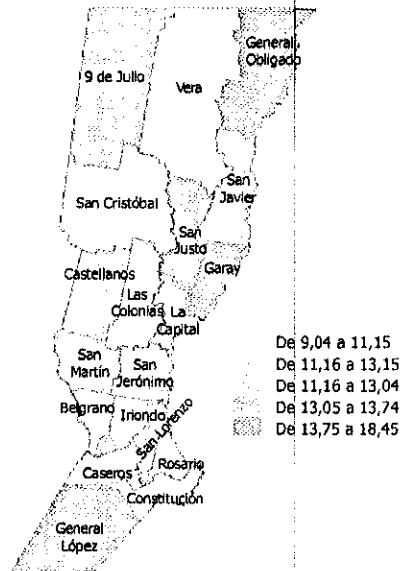 General
Obligado
9 de Julio
Vera
San Cristóbal
San
Javier
San
Justo
Garay
Castellanos
Las
Colonias
La
Capital
San
Martín
San
Jerónimo
Belgrano
Iriondo
San Lorenzo
Caseros
Rosario
Constitución
General
López
De 9,04 a 11,15
De 11,16 a 13,15
De 11,16 a 13,04
De 13,05 a 13,74
De 13,75 a 18,45